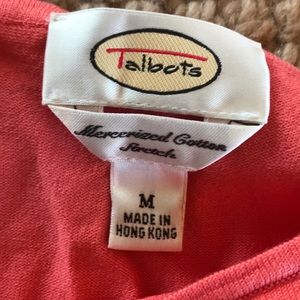 Talbots
Mercerized Cotton
Stretch
M
MADE IN
HONG KONG